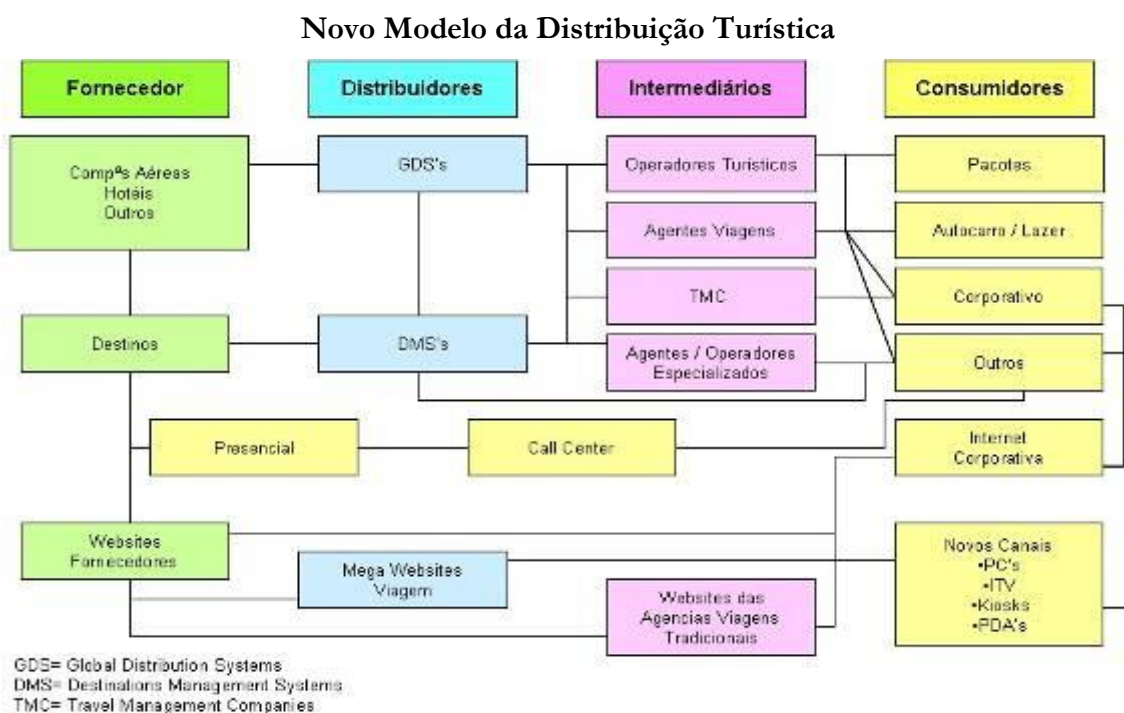 Novo Modelo da Distribuição Turística
Fornecedor
Distribuidores
Intermediários
Consumidores
Compªs Aéreas
Hotéis
Outros
GDS's
Operadores Turísticos
Pacotes
Agentes Viagens
Autocarro / Lazer
TMC
Corporativo
Destinos
DMS's
Agentes / Operadores
Especializados
Outros
Presencial
Call Center
Internet
Corporativa
Websites
Fornecedores
Mega Websites
Viagem
Websites das
Agencias Viagens
Tradicionais
Novos Canais
•PC's
•ITV
•Kiosks
•PDA's
GDS= Global Distribution Systems
DMS= Destinations Management Systems
TMC= Travel Management Companies